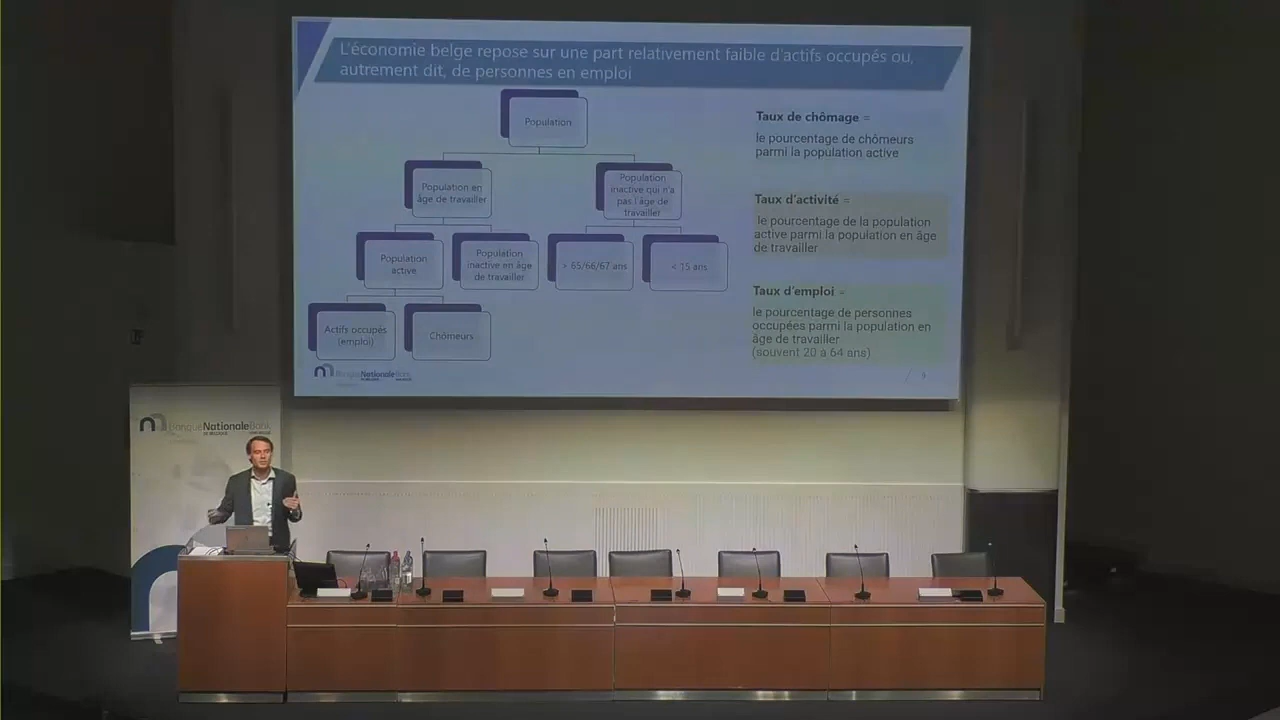 L'économie belge repose sur une part relativement faible d'actifs occupés ou,
autrement dit, de personnes en emploi
Population
Population en
âge de travailler
Population
inactive qui n'a
pas l'âge de
travailler
Population
active
Population
inactive en âge
de travailler
> 65/66/67 ans
< 15 ans
Actifs occupés
(emploi)
Chômeurs
Taux de chômage =
le pourcentage de chômeurs
parmi la population active
Taux d'activité =
le pourcentage de la population
active parmi la population en âge
de travailler
Taux d'emploi =
le pourcentage de personnes
occupées parmi la population en
âge de travailler
(souvent 20 à 64 ans)
BanqueNationaleBank
BanqueNationaleBank